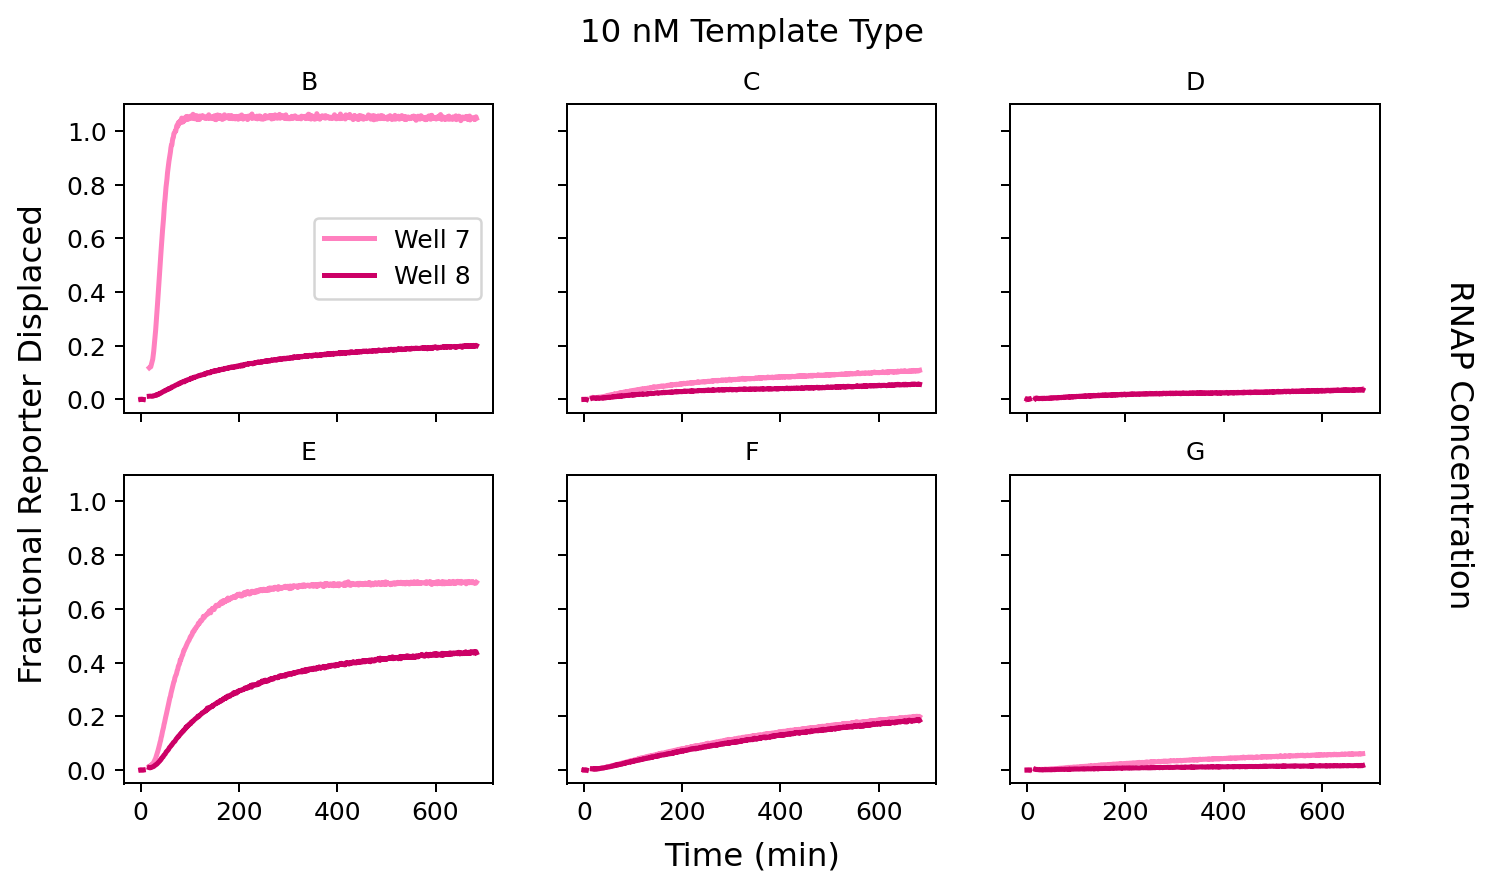 10 nM Template Type
B
C
D
1.0
0.8
0.6
0.4
0.2
0.0
Well 7
Well 8
E
F
G
1.0
0.8
0.6
0.4
0.2
0.0
0 200 400 600
0 200 400 600
0 200 400 600
Time (min)
Fractional Reporter Displaced
RNAP Concentration